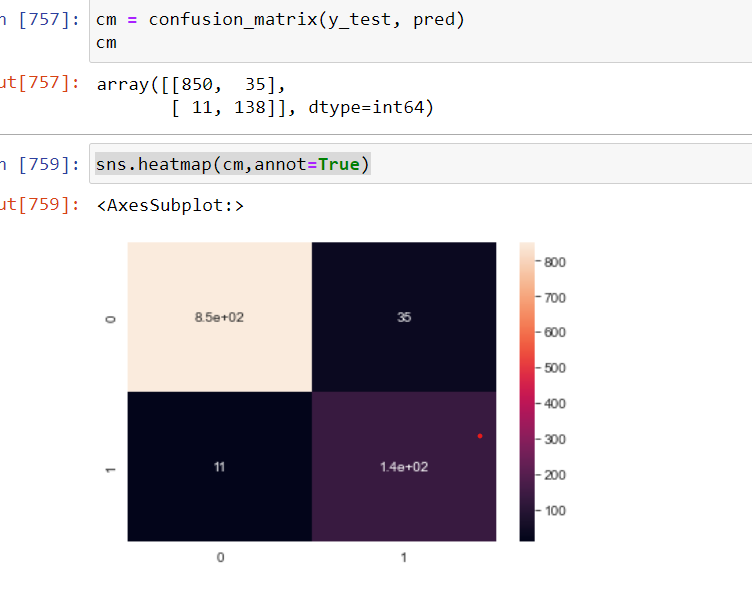 n [757]: cm = confusion_matrix(y_test, pred)
cm
ut[757]: array([[850,  35],
       [ 11, 138]], dtype=int64)
n [759]: sns.heatmap(cm,annot=True)
ut[759]: <AxesSubplot:>
800
8.5e+02 35
700
0
600
500
400
300
11 1.4e+02
1
200
100
0 1